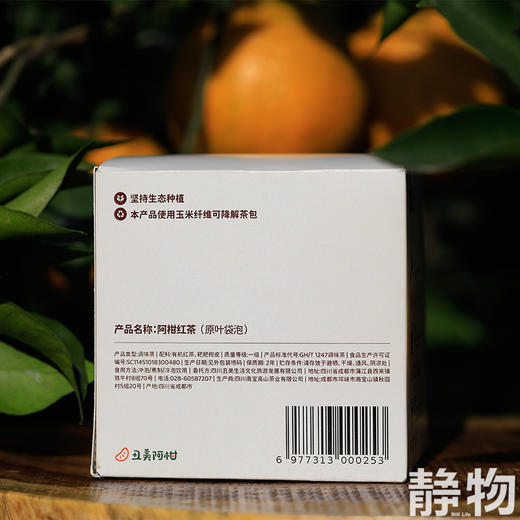 坚持生态种植
本产品使用玉米纤维可降解茶包
产品名称:阿柑红茶（原叶袋泡）
产品类型:调味茶 | 配料:有机红茶, 耙耙柑皮 | 质量等级:一级 | 产品标准代号:GH/T 1247调味茶 | 食品生产许可证
编号:SC11451018300480 | 生产日期:见外包装喷码 | 保质期: 2年 | 贮存条件:请存放于避晒、干燥、通风、阴凉处
| 食用方法:冲泡/煮制/冷泡饮用 | 委托方:四川丑美生活文化旅游发展有限公司 | 地址:四川省成都市蒲江县西来镇
铁牛村8组70号 | 电话:028-60587207 | 生产商:四川南宝高山茶业有限公司 | 地址:成都市邛崃市南宝山镇秋园
村5组20号 | 产地:四川省成都市
丑美阿柑
6 977313 000253
静物
Still Life